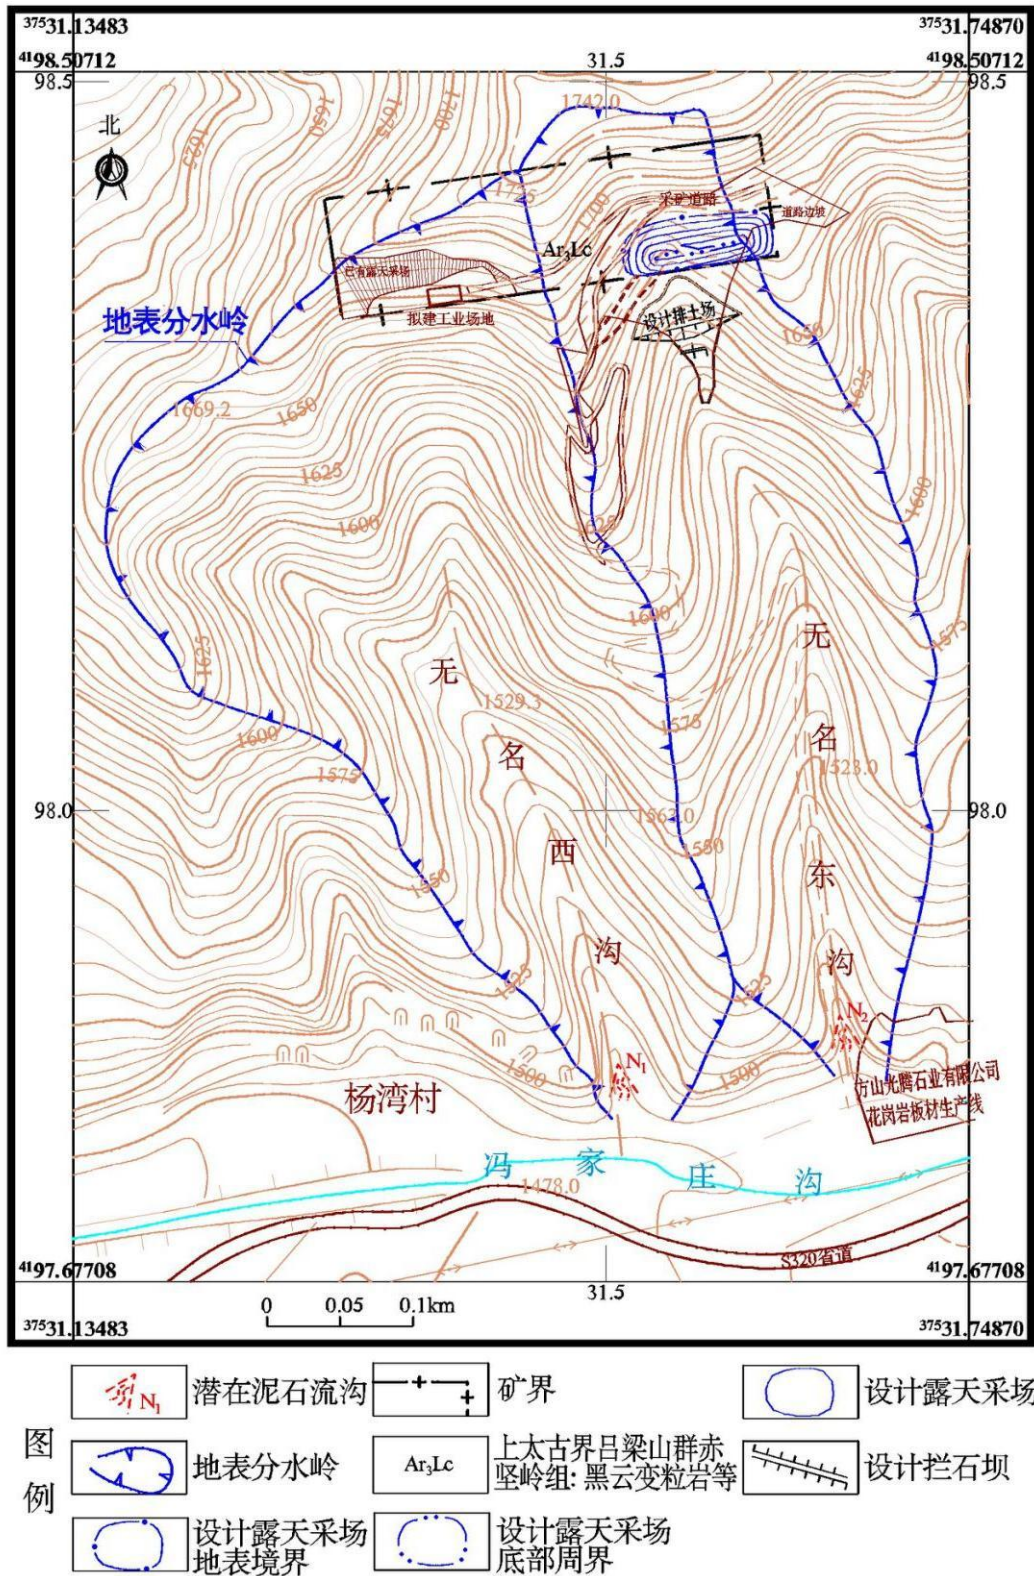 ³⁷⁵31.13483
³⁷⁵31.74870
⁴¹98.50712
31.5
⁴¹98.50712
98.5
98.5
1742.0
北
1625
1650
1675
1700
1725
1700
采矿道路
道路边坡
Ar₃Lc
已有露天采场
拟建工业场地
设计排土场
地表分水岭
1650
1625
1669.2
1650
1625
1600
1600
1625
1600
1575
1625
无
无
1529.3
1575
1600
名
名
1575
1523.0
98.0
1562.0
98.0
西
1550
1550
东
沟
沟
1525
1525
N₂
N₁
1500
1500
杨湾村
方山光腾石业有限公司
花岗岩板材生产线
冯家庄沟
1478.0
S320省道
⁴¹97.67708
31.5
⁴¹97.67708
0 0.05 0.1km
³⁷⁵31.13483
³⁷⁵31.74870
图例
N₁ 潜在泥石流沟
矿界
设计露天采场
地表分水岭
Ar₃Lc 上太古界吕梁山群赤
坚岭组: 黑云变粒岩等
设计拦石坝
设计露天采场
地表境界
设计露天采场
底部周界